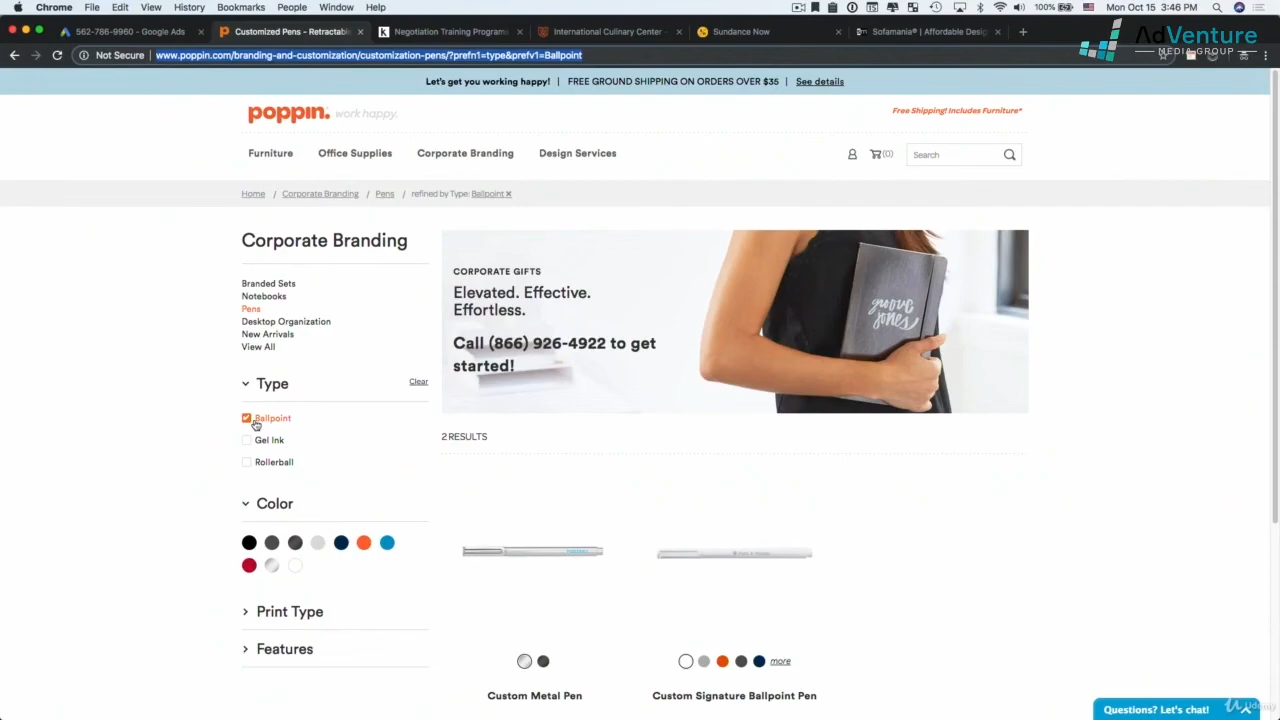 Chrome File Edit View History Bookmarks People Window Help 100% Mon Oct 15 3:46 PM
562-786-9960 - Google Ads
Customized Pens - Retractable
Negotiation Training Programs
International Culinary Center -
Sundance Now
Sofamania® | Affordable Desig
AdVenture
MEDIA GROUP
Not Secure | www.poppin.com/branding-and-customization/customization-pens/?prefn1=type&prefv1=Ballpoint
Let's get you working happy! | FREE GROUND SHIPPING ON ORDERS OVER $35 | See details
poppin. work happy.
Free Shipping! Includes Furniture*
Furniture Office Supplies Corporate Branding Design Services (0) Search
Home / Corporate Branding / Pens / refined by Type: Ballpoint ×
Corporate Branding
Branded Sets
Notebooks
Pens
Desktop Organization
New Arrivals
View All
Type Clear
Ballpoint
Gel Ink
Rollerball
Color
Print Type
Features
CORPORATE GIFTS
Elevated. Effective.
Effortless.
Call (866) 926-4922 to get
started!
groove
jones
2 RESULTS
more
Custom Metal Pen
Custom Signature Ballpoint Pen
Questions? Let's chat!
Udemy